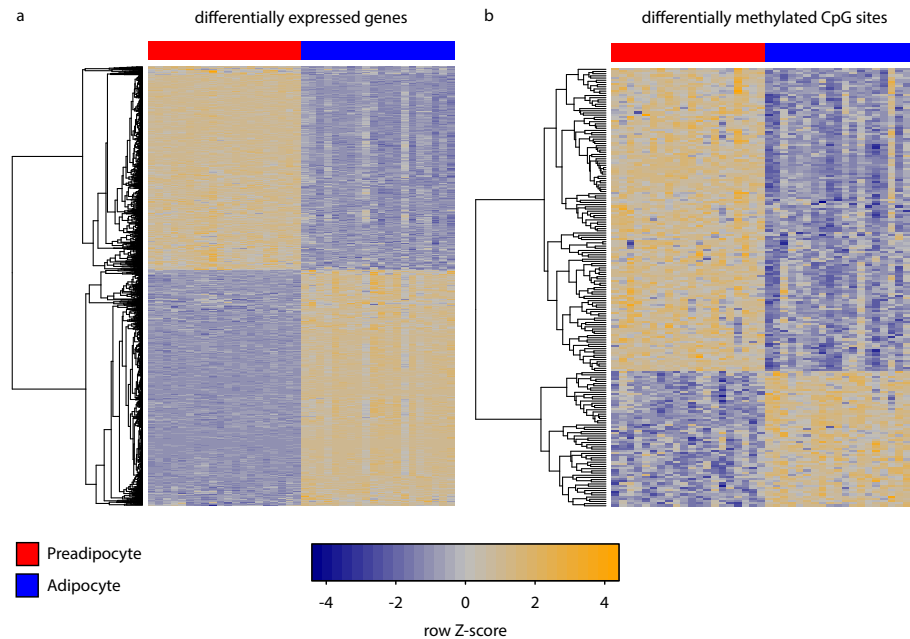 a
differentially expressed genes
b
differentially methylated CpG sites
Preadipocyte
Adipocyte
-4 -2 0 2 4
row Z-score